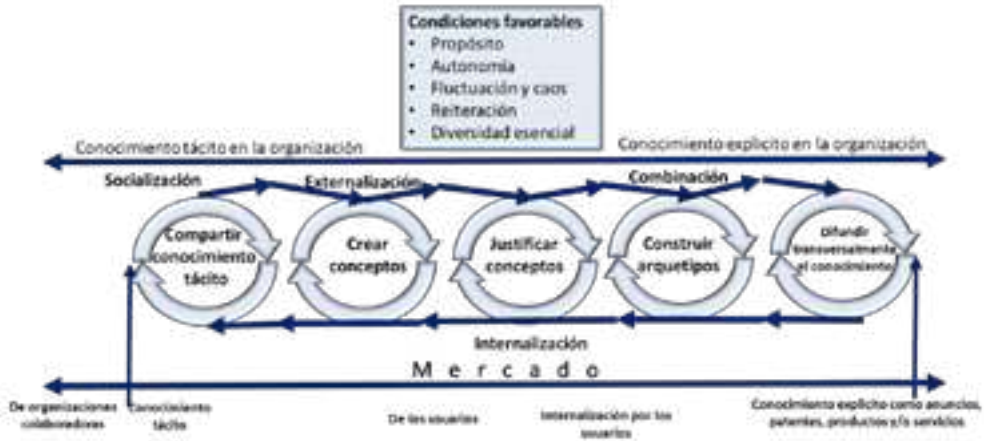 Condiciones favorables
• Propósito
• Autonomía
• Fluctuación y caos
• Reiteración
• Diversidad esencial
Conocimiento tácito en la organización
Conocimiento explícito en la organización
Socialización
Externalización
Combinación
Compartir
conocimiento
tácito
Crear
conceptos
Justificar
conceptos
Construir
arquetipos
Difundir
transversalmente
el conocimiento
Internalización
Mercado
De organizaciones
colaboradoras
Conocimiento
tácito
De los usuarios
Internalización por los
usuarios
Conocimiento explícito como anuncios,
patentes, productos y/o servicios